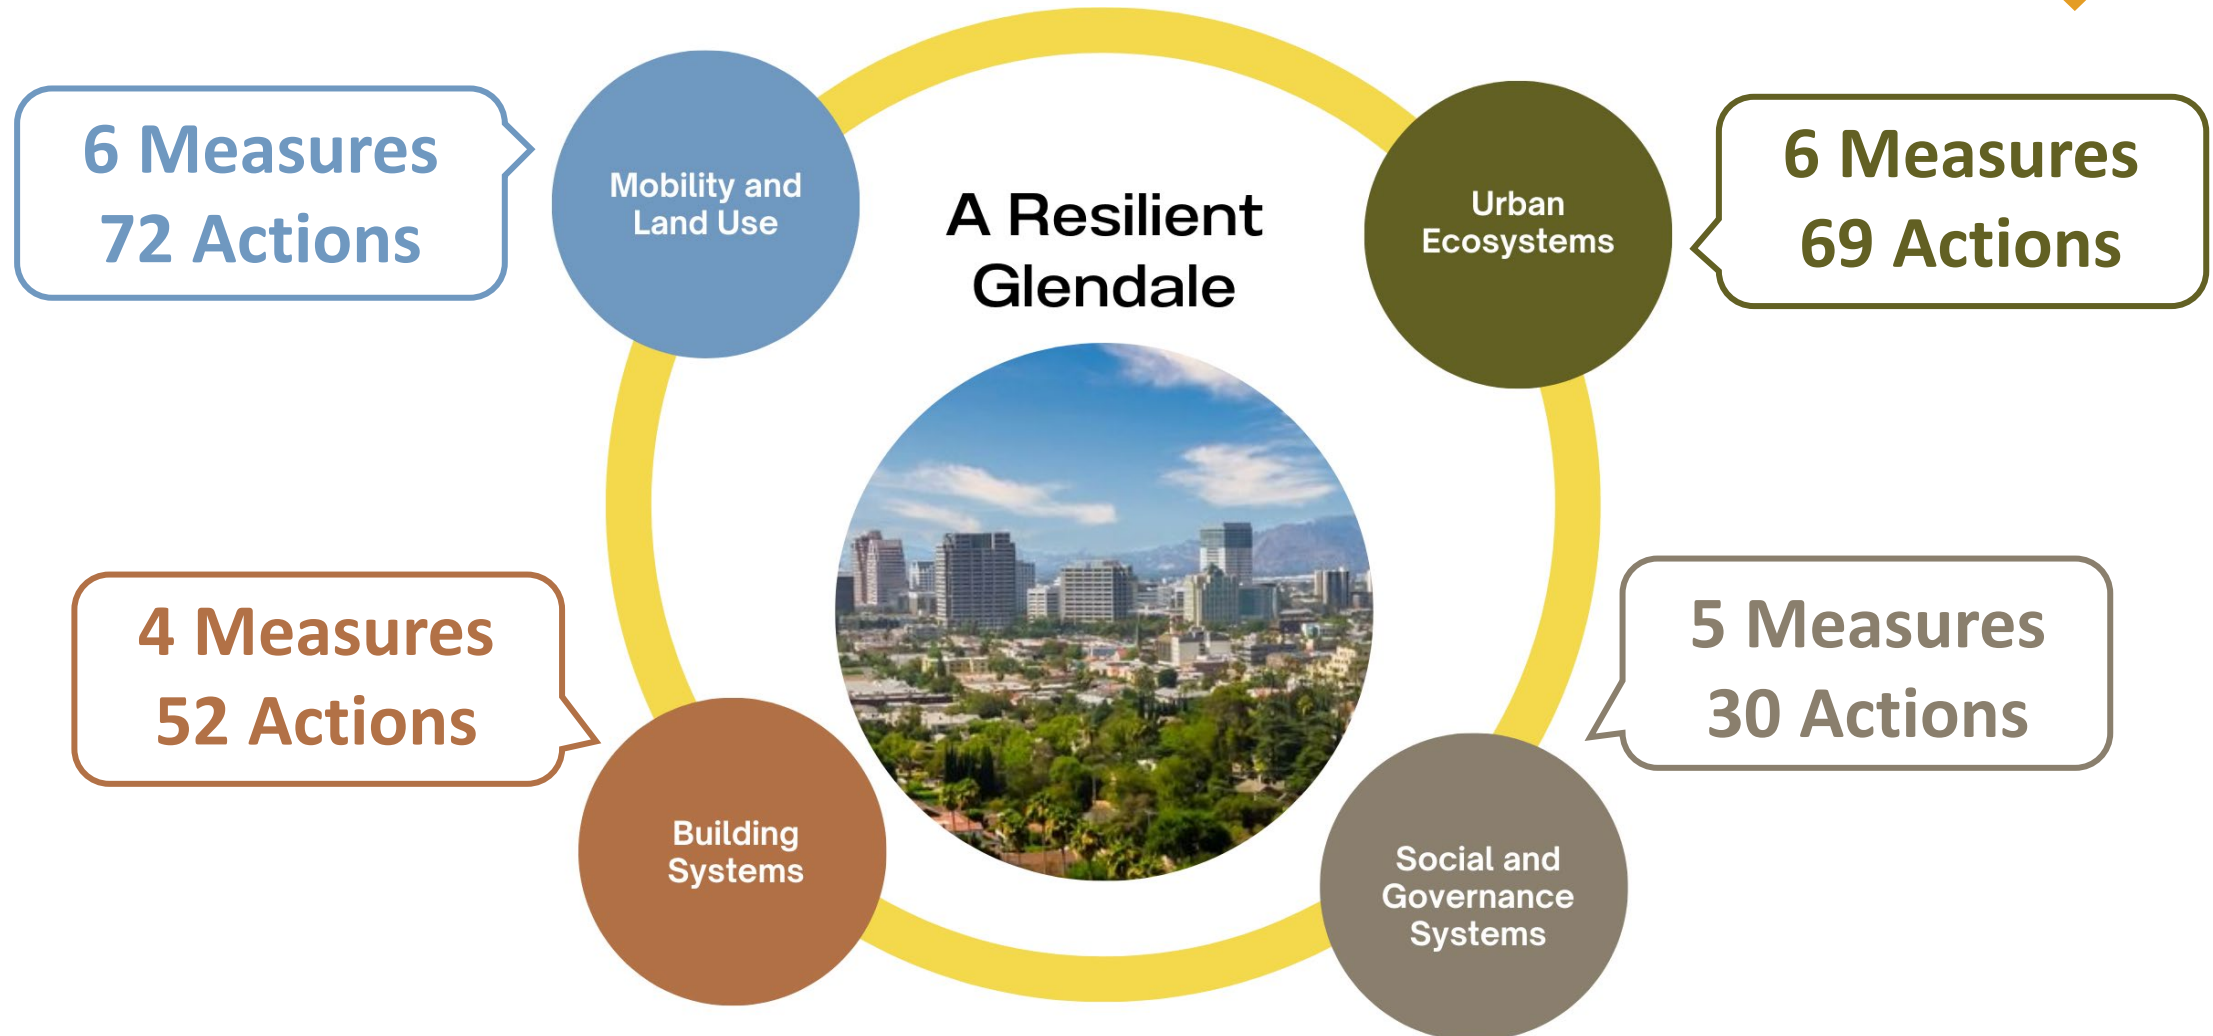 6 Measures
72 Actions
Mobility and
Land Use
A Resilient
Glendale
Urban
Ecosystems
6 Measures
69 Actions
4 Measures
52 Actions
Building
Systems
5 Measures
30 Actions
Social and
Governance
Systems